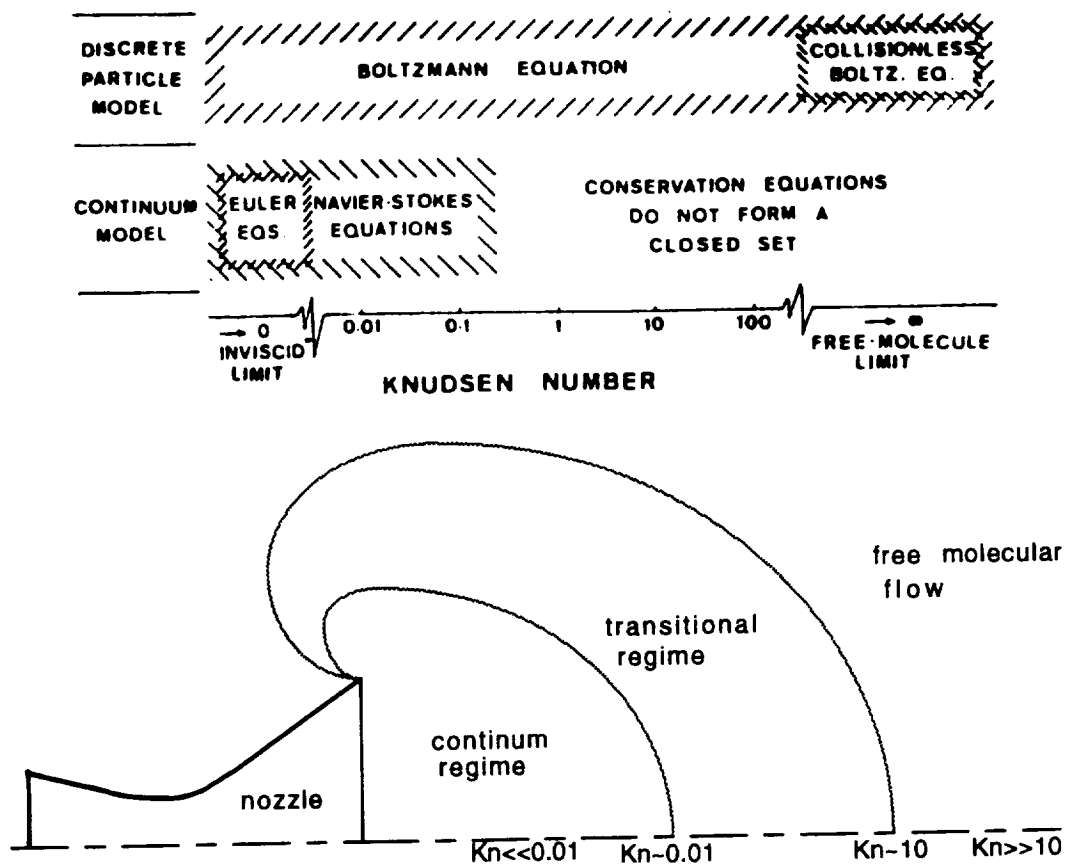 DISCRETE
PARTICLE
MODEL
BOLTZMANN EQUATION
COLLISIONLESS
BOLTZ. EQ.
CONTINUUM
MODEL
EULER
EQS.
NAVIER-STOKES
EQUATIONS
CONSERVATION EQUATIONS
DO NOT FORM A
CLOSED SET
→ 0
INVISCID
LIMIT
0.01
0.1
1
10
100
→ ∞
FREE-MOLECULE
LIMIT
KNUDSEN NUMBER
free molecular
flow
transitional
regime
continum
regime
nozzle
Kn<<0.01
Kn~0.01
Kn~10
Kn>>10